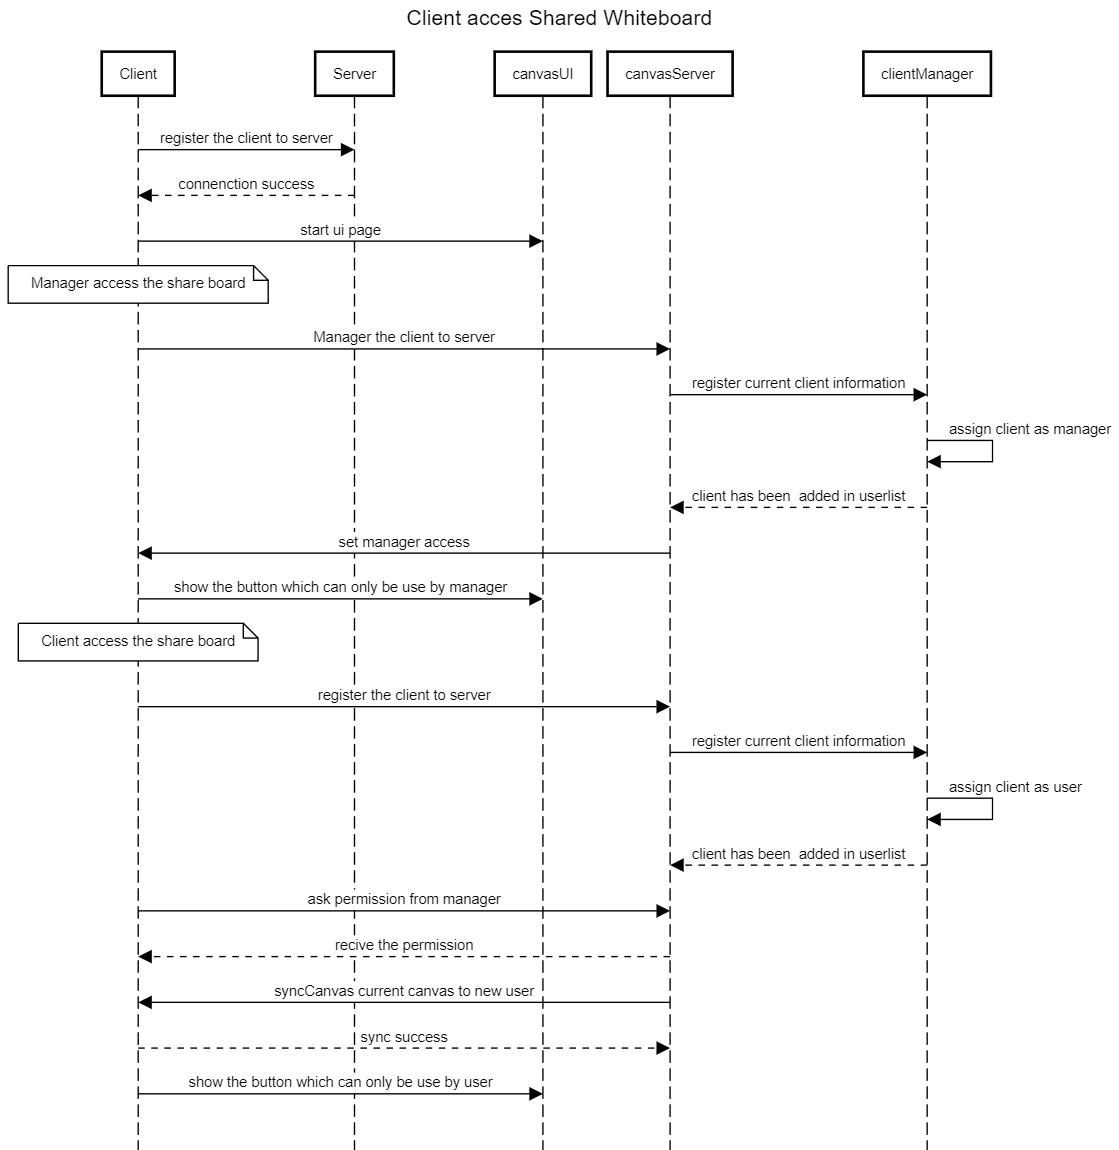 Client acces Shared Whiteboard
Client
Server
canvasUI
canvasServer
clientManager
register the client to server
connenction success
start ui page
Manager access the share board
Manager the client to server
register current client information
assign client as manager
client has been  added in userlist
set manager access
show the button which can only be use by manager
Client access the share board
register the client to server
register current client information
assign client as user
client has been  added in userlist
ask permission from manager
recive the permission
syncCanvas current canvas to new user
sync success
show the button which can only be use by user